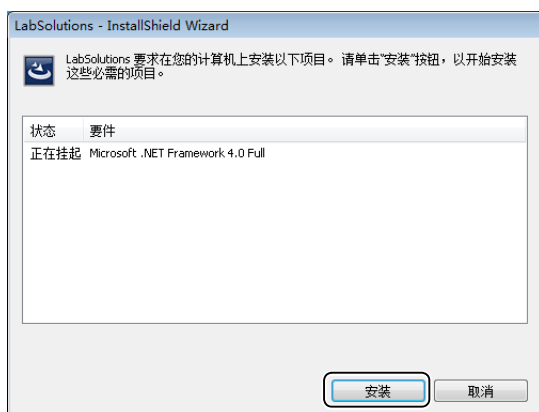 LabSolutions - InstallShield Wizard
LabSolutions 要求在您的计算机上安装以下项目。 请单击"安装"按钮，以开始安装
这些必需的项目。
状态 要件
正在挂起 Microsoft .NET Framework 4.0 Full
安装 取消